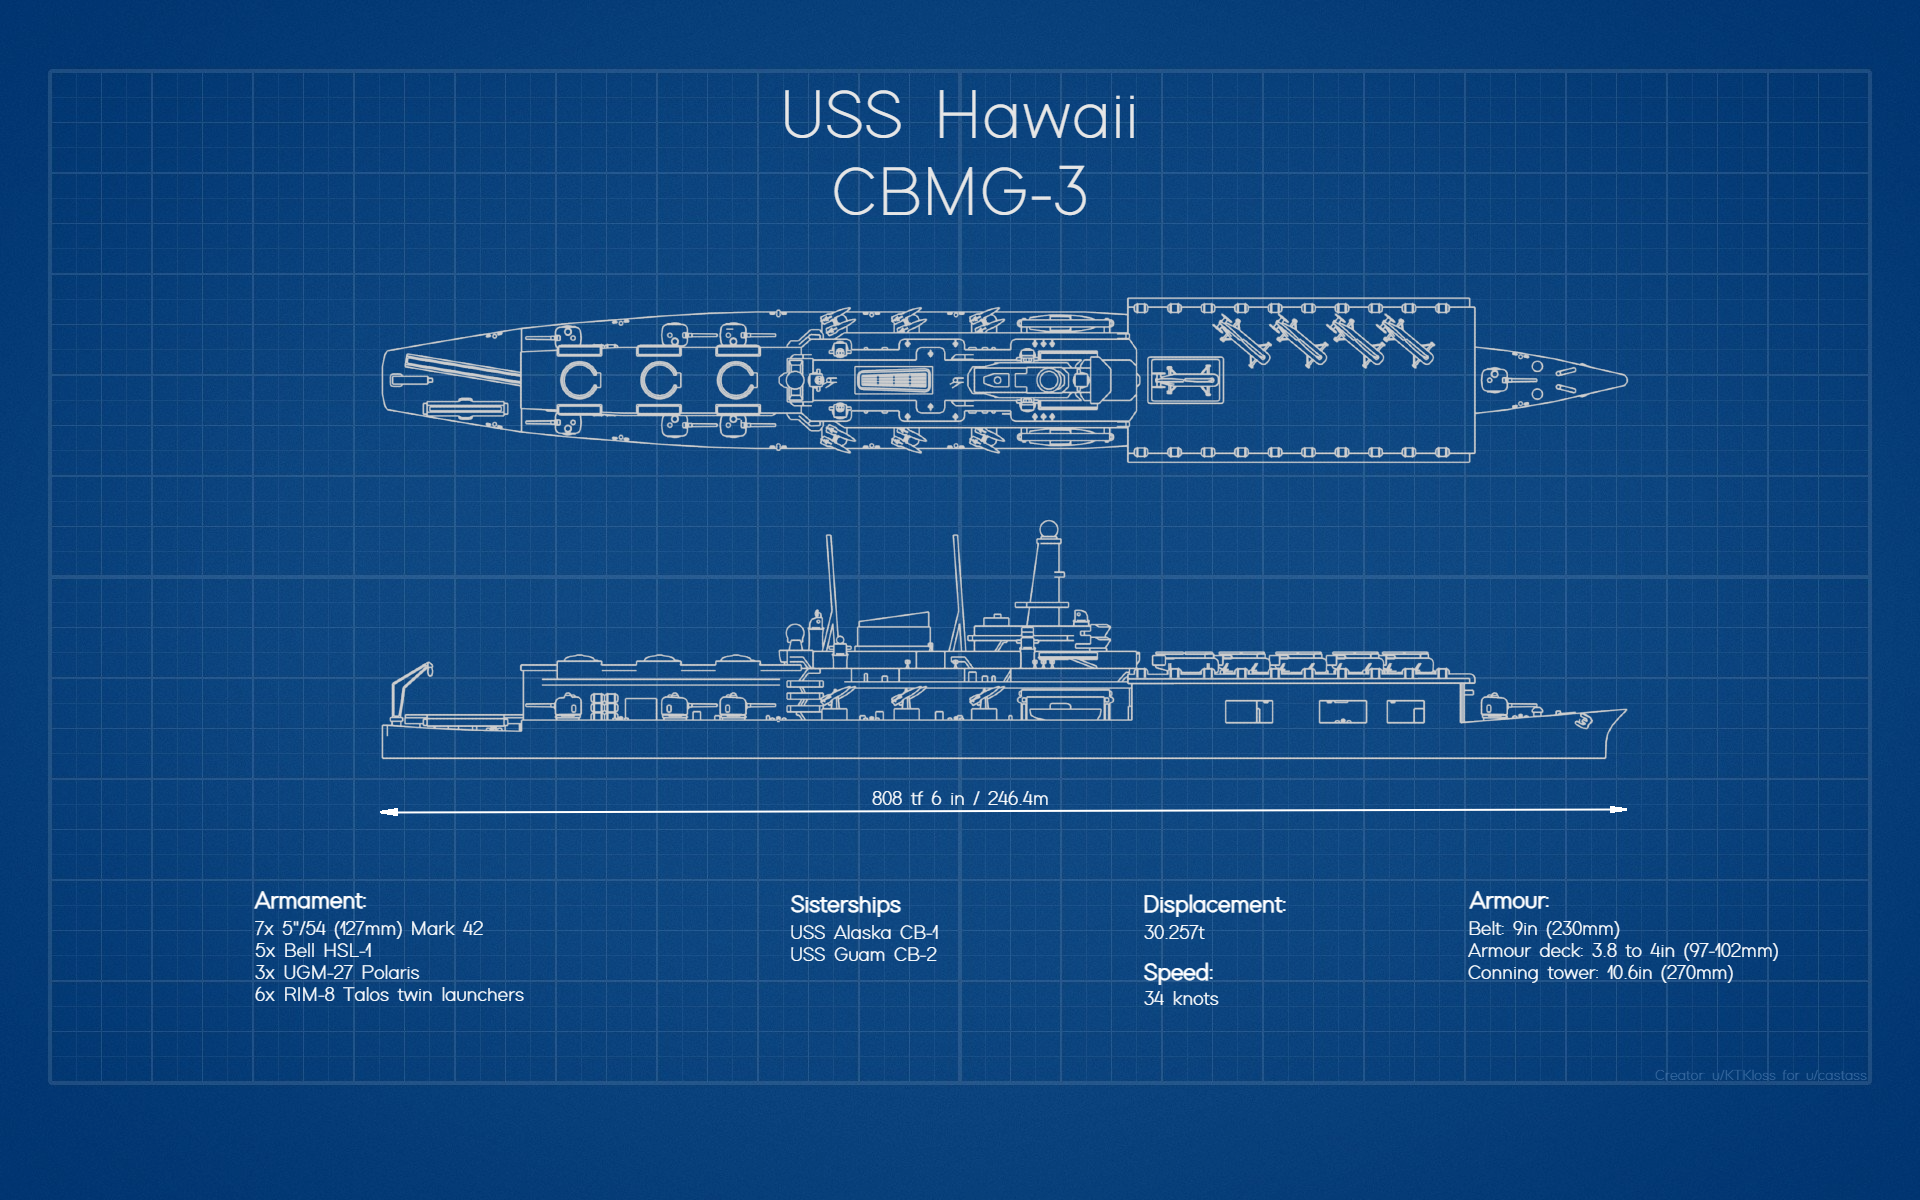 USS Hawaii
CBMG-3
808 tf 6 in / 246.4m
Armament:
7x 5"/54 (127mm) Mark 42
5x Bell HSL-1
3x UGM-27 Polaris
6x RIM-8 Talos twin launchers
Sisterships
USS Alaska CB-1
USS Guam CB-2
Displacement:
30.257t
Speed:
34 knots
Armour:
Belt: 9in (230mm)
Armour deck: 3.8 to 4in (97-102mm)
Conning tower: 10.6in (270mm)
Creator: u/KTKloss for u/castass